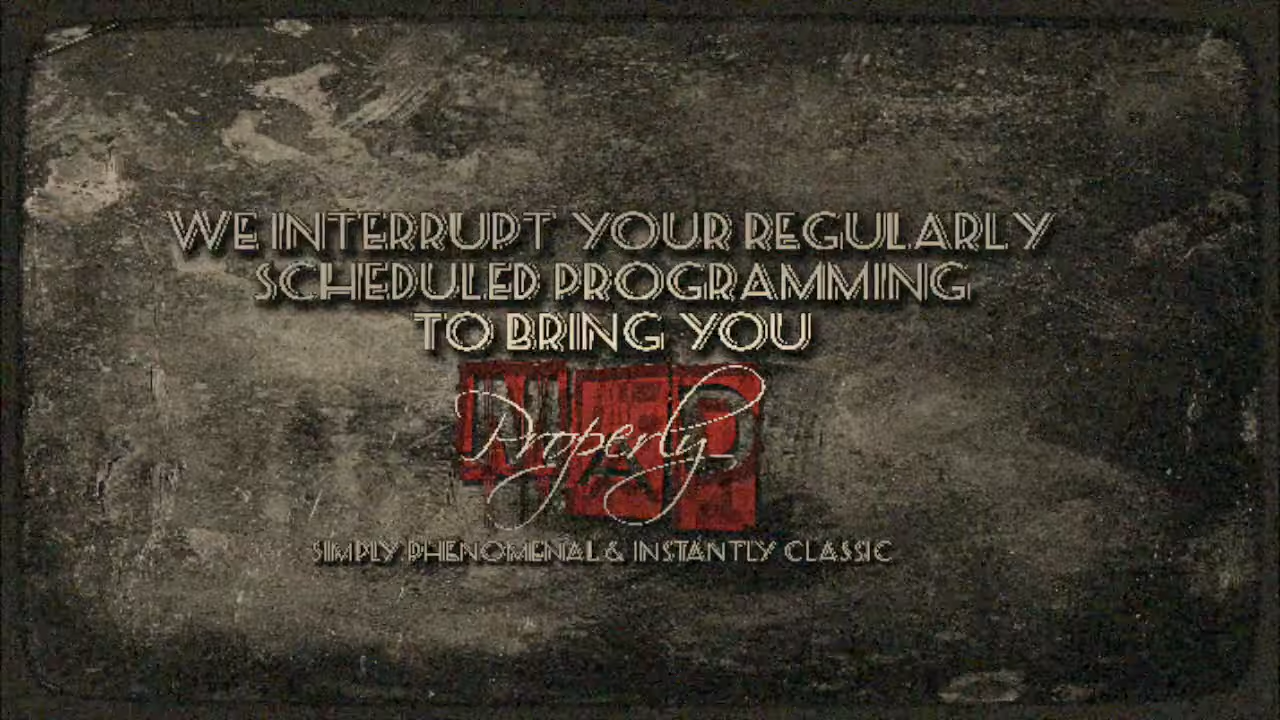 WE INTERRUPT YOUR REGULARLY
SCHEDULED PROGRAMMING
TO BRING YOU
Properly
SIMPLY PHENOMENAL & INSTANTLY CLASSIC